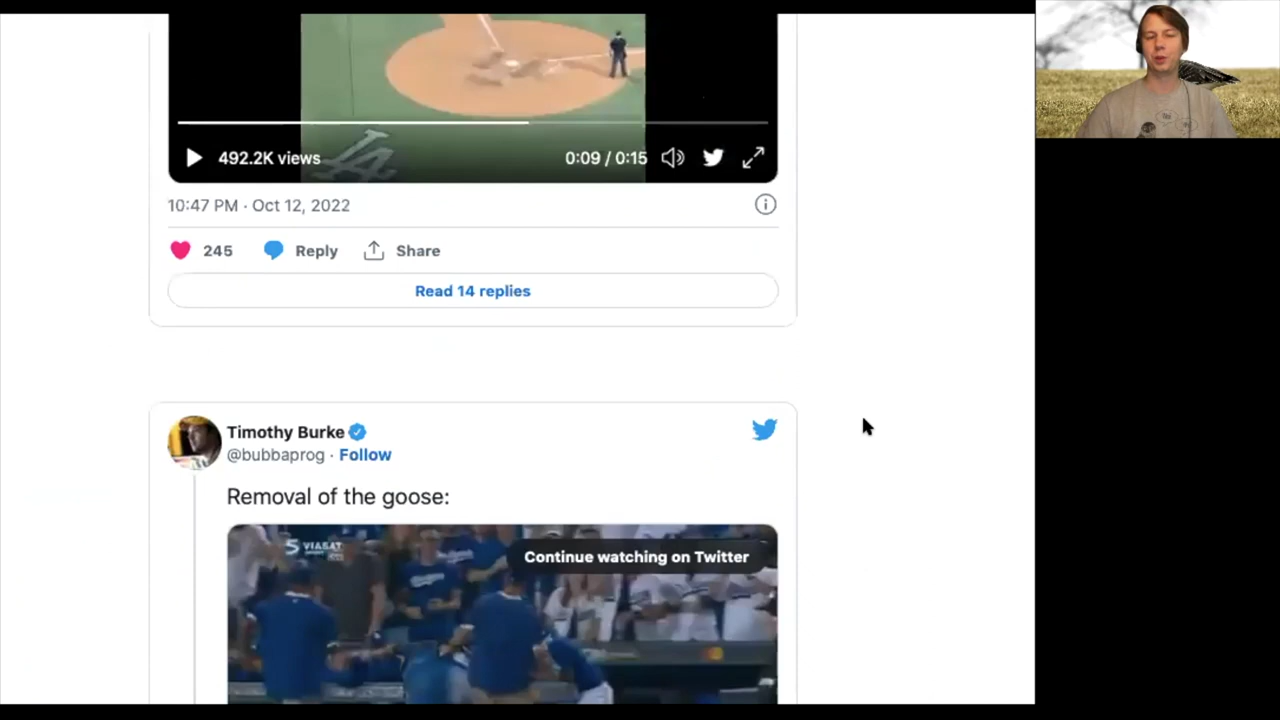 LA
492.2K views
0:09 / 0:15
10:47 PM · Oct 12, 2022
245 Reply Share
Read 14 replies
Timothy Burke
@bubbaprog · Follow
Removal of the goose:
VIASAT
Continue watching on Twitter